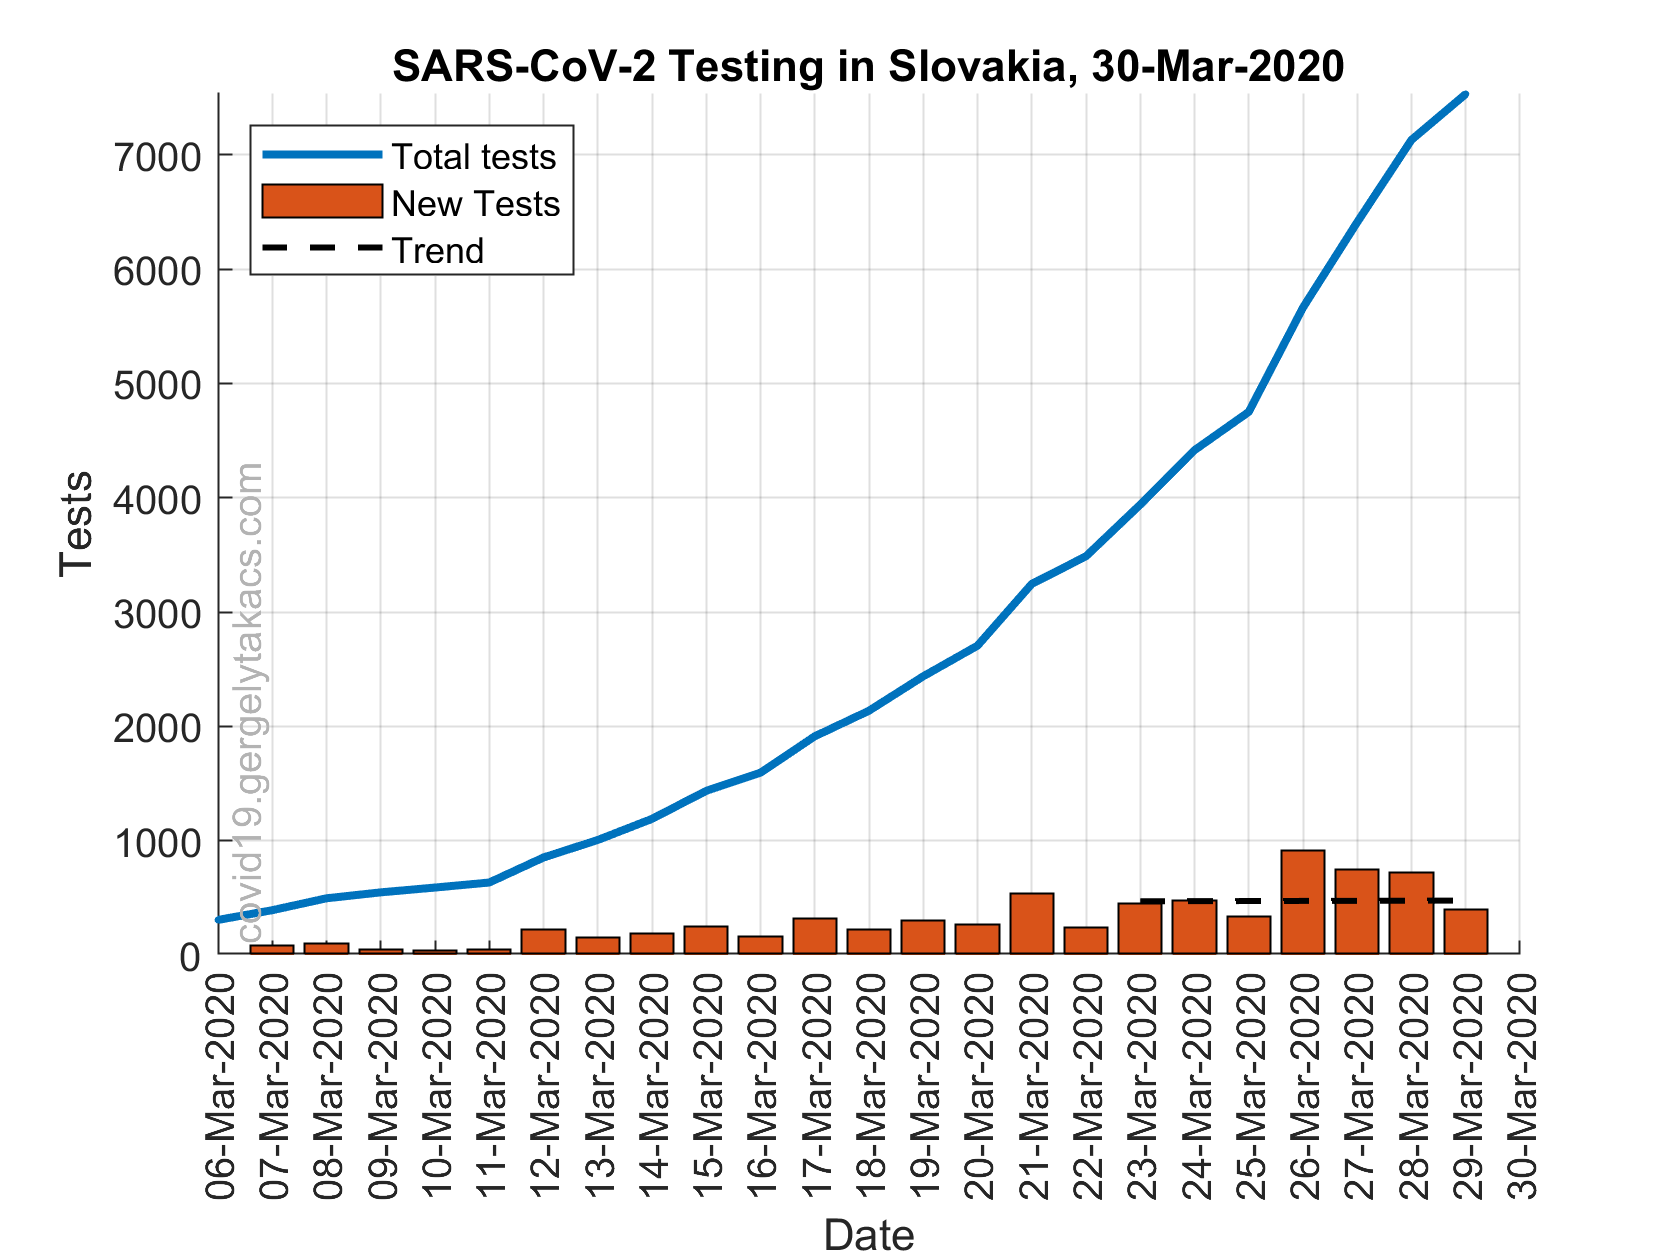 SARS-CoV-2 Testing in Slovakia, 30-Mar-2020
Total tests
New Tests
Trend
7000
6000
5000
4000
3000
2000
1000
0
Tests
covid19.gergelytakacs.com
06-Mar-2020
07-Mar-2020
08-Mar-2020
09-Mar-2020
10-Mar-2020
11-Mar-2020
12-Mar-2020
13-Mar-2020
14-Mar-2020
15-Mar-2020
16-Mar-2020
17-Mar-2020
18-Mar-2020
19-Mar-2020
20-Mar-2020
21-Mar-2020
22-Mar-2020
23-Mar-2020
24-Mar-2020
25-Mar-2020
26-Mar-2020
27-Mar-2020
28-Mar-2020
29-Mar-2020
30-Mar-2020
Date